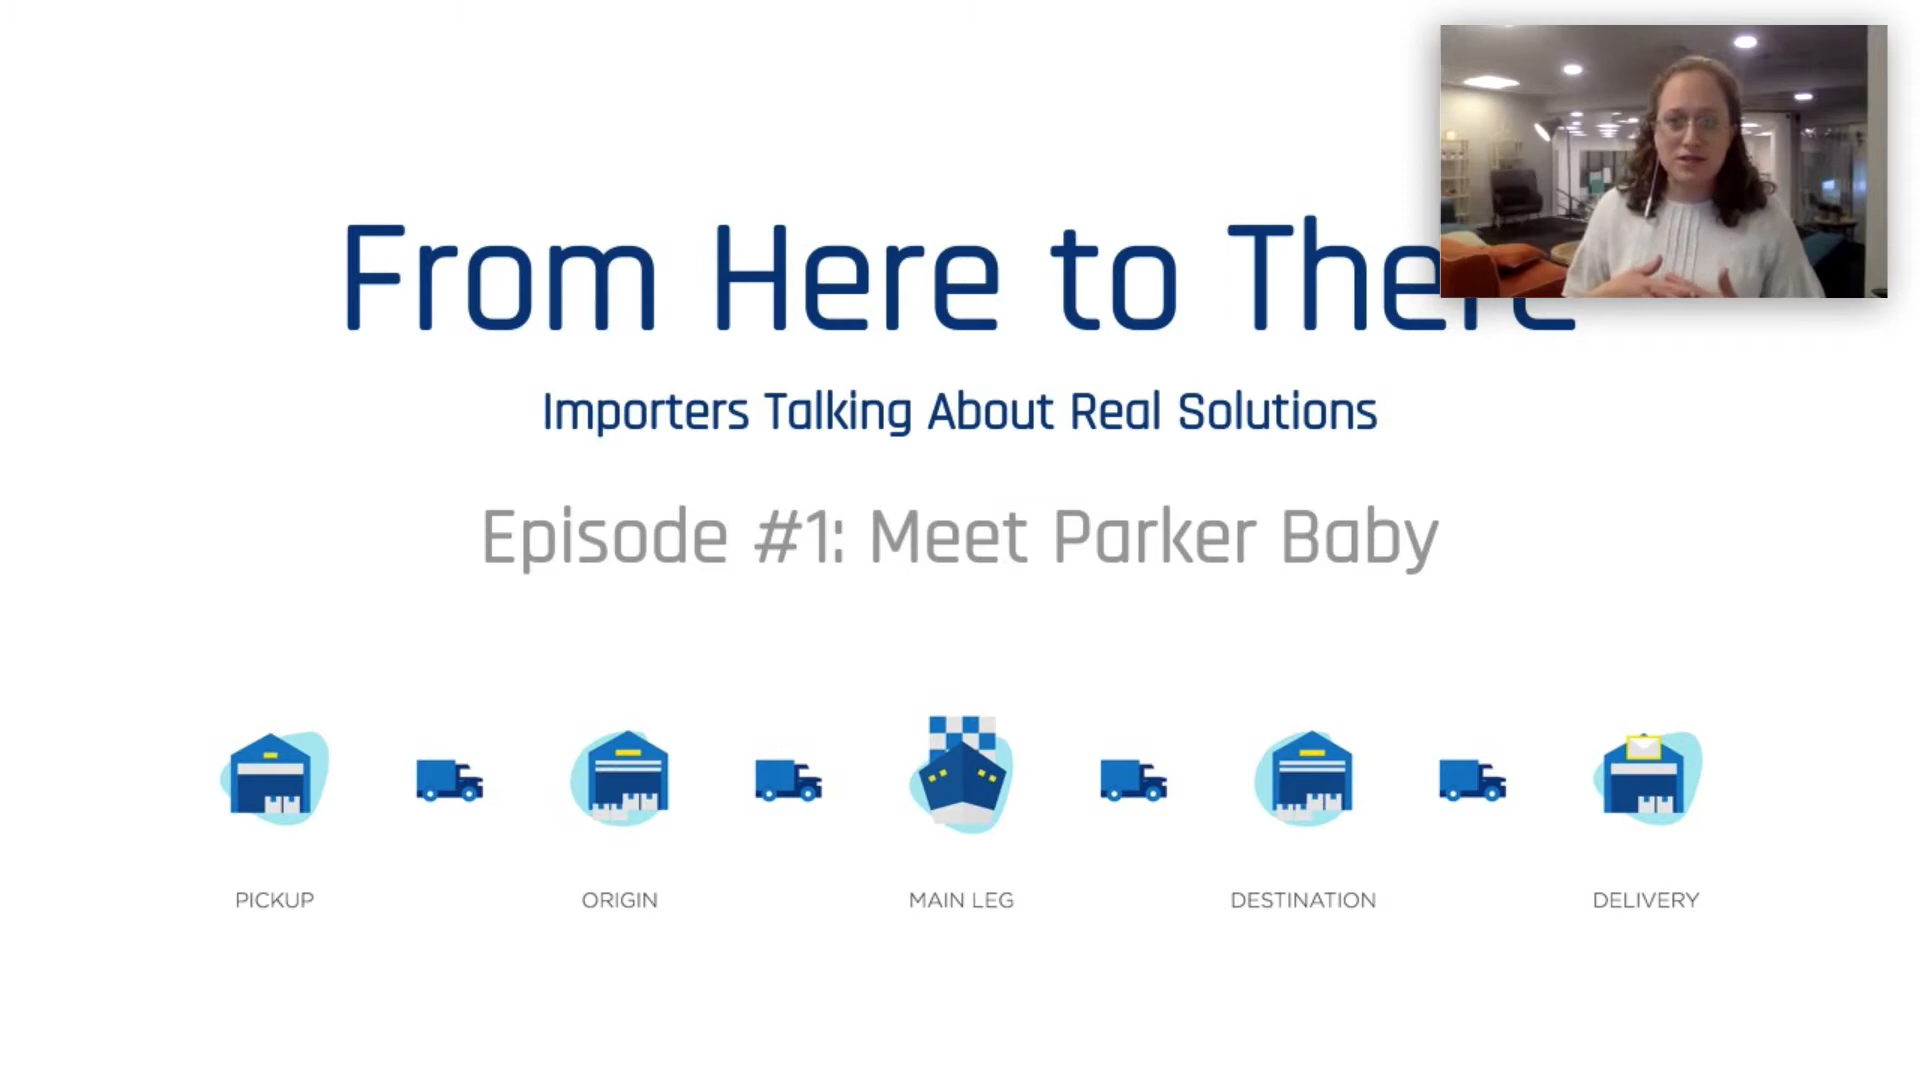 From Here to There
Importers Talking About Real Solutions
Episode #1: Meet Parker Baby
PICKUP
ORIGIN
MAIN LEG
DESTINATION
DELIVERY